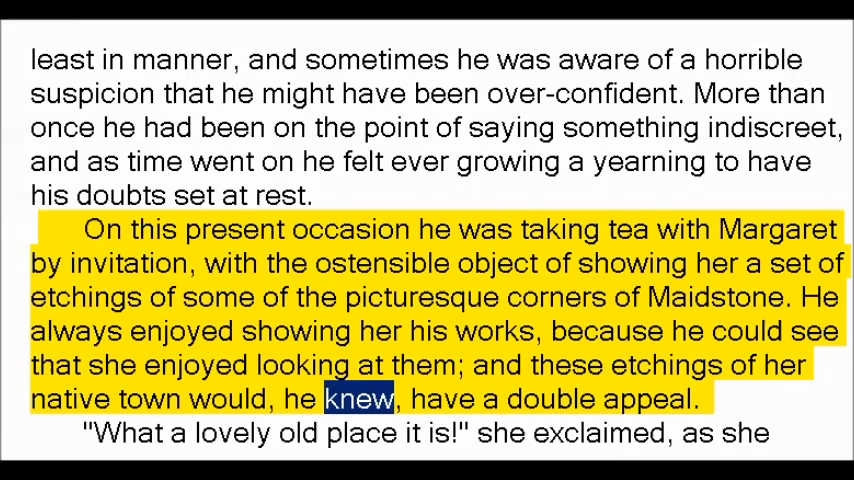 least in manner, and sometimes he was aware of a horrible
suspicion that he might have been over-confident. More than
once he had been on the point of saying something indiscreet,
and as time went on he felt ever growing a yearning to have
his doubts set at rest.
On this present occasion he was taking tea with Margaret
by invitation, with the ostensible object of showing her a set of
etchings of some of the picturesque corners of Maidstone. He
always enjoyed showing her his works, because he could see
that she enjoyed looking at them; and these etchings of her
native town would, he knew, have a double appeal.
"What a lovely old place it is!" she exclaimed, as she